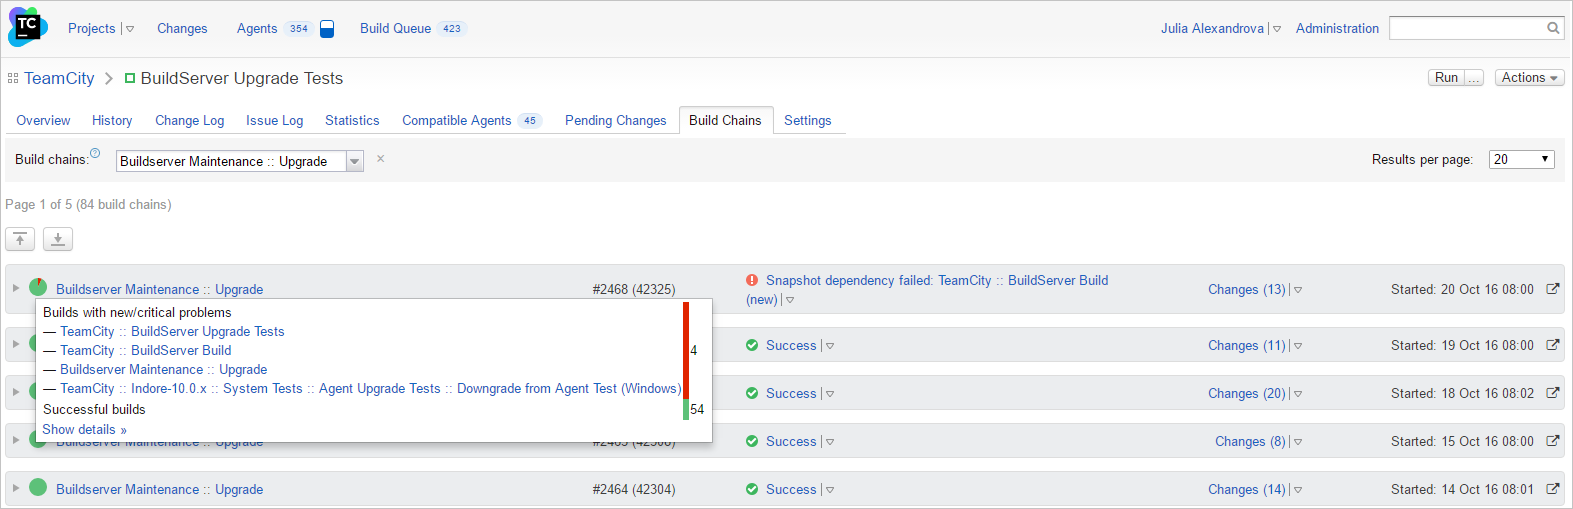 TC
Projects
Changes
Agents 354
Build Queue 423
Julia Alexandrova
Administration
TeamCity
BuildServer Upgrade Tests
Run ...
Actions
Overview
History
Change Log
Issue Log
Statistics
Compatible Agents 45
Pending Changes
Build Chains
Settings
Build chains: ?
Buildserver Maintenance :: Upgrade
×
Results per page: 20
Page 1 of 5 (84 build chains)
Buildserver Maintenance :: Upgrade
#2468 (42325)
Snapshot dependency failed: TeamCity :: BuildServer Build
(new)
Changes (13)
Started: 20 Oct 16 08:00
Builds with new/critical problems
— TeamCity :: BuildServer Upgrade Tests
— TeamCity :: BuildServer Build
— Buildserver Maintenance :: Upgrade
— TeamCity :: Indore-10.0.x :: System Tests :: Agent Upgrade Tests :: Downgrade from Agent Test (Windows)
4
Successful builds
54
Show details »
Success
Changes (11)
Started: 19 Oct 16 08:00
Success
Changes (20)
Started: 18 Oct 16 08:02
Buildserver Maintenance :: Upgrade
Success
Changes (8)
Started: 15 Oct 16 08:00
Buildserver Maintenance :: Upgrade
#2464 (42304)
Success
Changes (14)
Started: 14 Oct 16 08:01